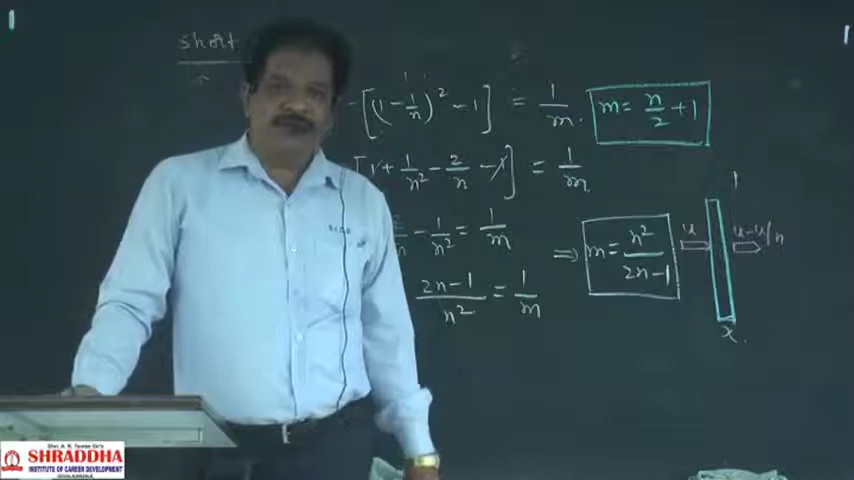 short
-[(1 - 1/n)² - 1] = 1/m.
m = n/2 + 1
[1 + 1/n² - 2/n - 1] = 1/m
- 1/n² = 1/m
⇒ m = n²/2n-1
u
u-u/n
2n-1/n² = 1/m
x.
SHRADDHA
INSTITUTE OF CAREER DEVELOPMENT